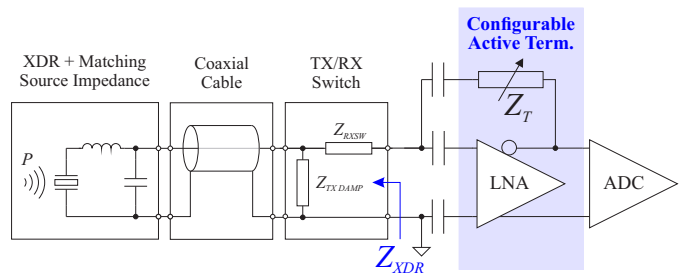 Configurable
Active Term.
XDR + Matching
Source Impedance
Coaxial
Cable
TX/RX
Switch
Z_T
Z_RXSW
P
Z_TX DAMP
LNA
ADC
Z_XDR